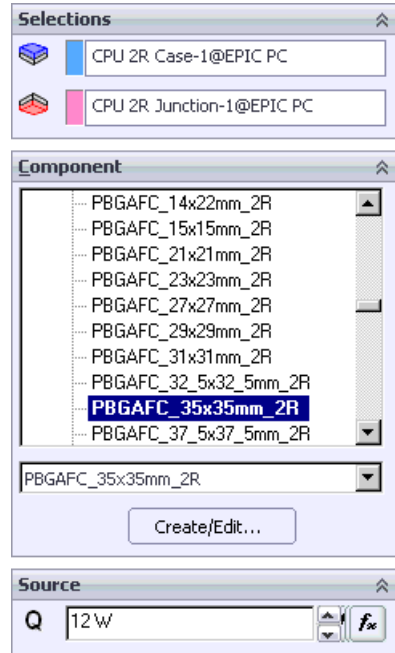 Selections
CPU 2R Case-1@EPIC PC
CPU 2R Junction-1@EPIC PC
Component
PBGAFC_14x22mm_2R
PBGAFC_15x15mm_2R
PBGAFC_21x21mm_2R
PBGAFC_23x23mm_2R
PBGAFC_27x27mm_2R
PBGAFC_29x29mm_2R
PBGAFC_31x31mm_2R
PBGAFC_32_5x32_5mm_2R
PBGAFC_35x35mm_2R
PBGAFC_37_5x37_5mm_2R
PBGAFC_35x35mm_2R
Create/Edit...
Source
Q 12 W fx